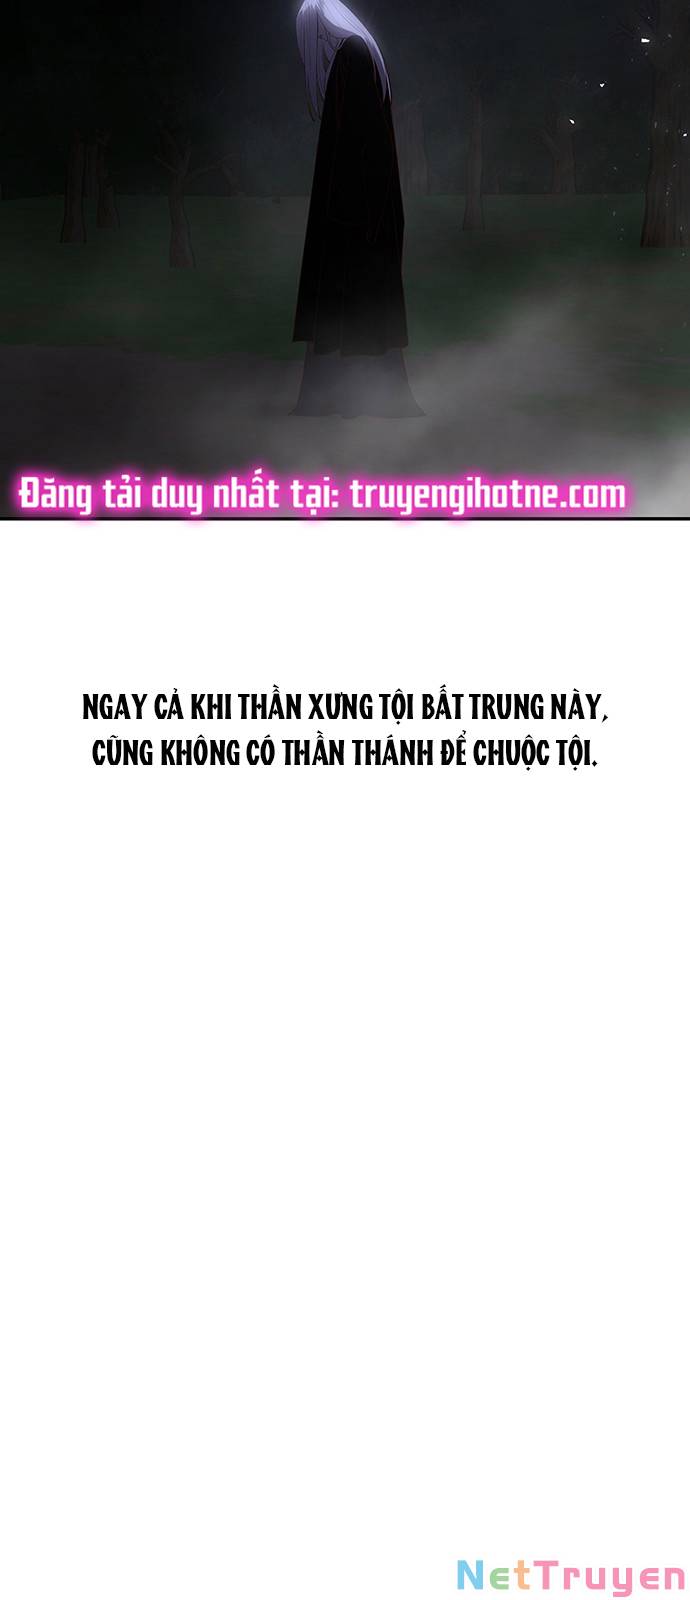 Đăng tải duy nhất tại: truyengihotne.com
NGAY CẢ KHI THẦN XƯNG TỘI BẤT TRUNG NÀY,
CŨNG KHÔNG CÓ THẦN THÁNH ĐỂ CHUỘC TỘI.
NetTruyen